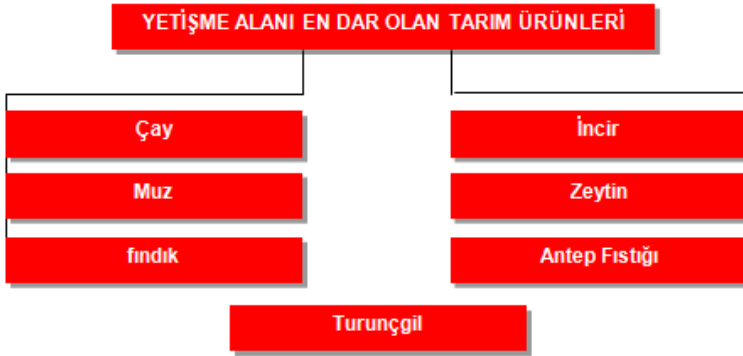 YETİŞME ALANI EN DAR OLAN TARIM ÜRÜNLERİ
Çay
İncir
Muz
Zeytin
fındık
Antep Fıstığı
Turunçgil